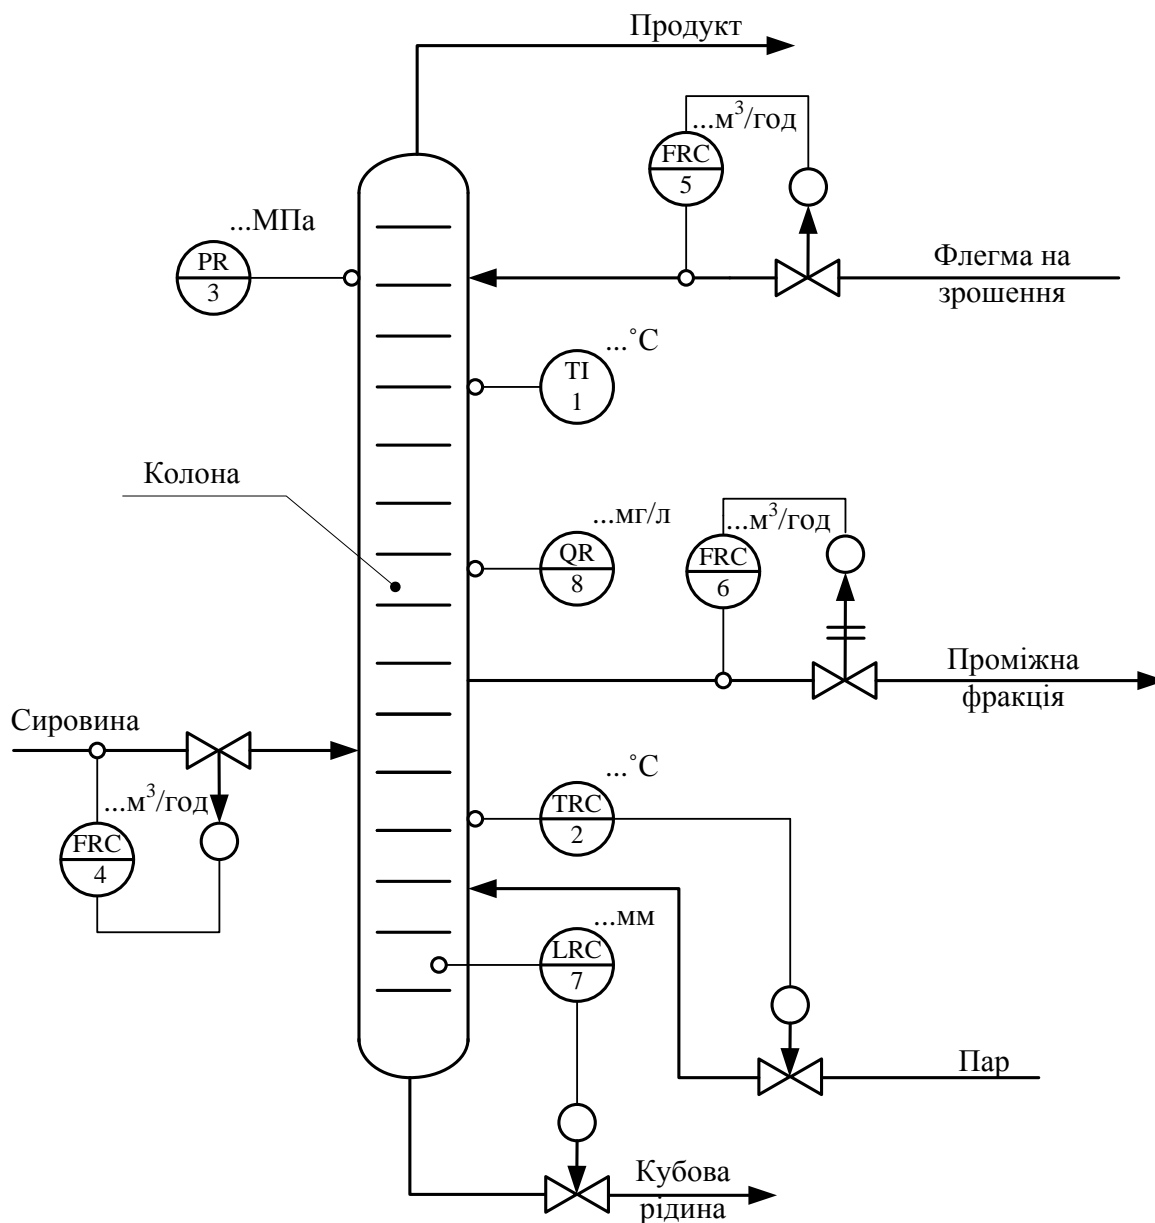 Продукт
...м³/год
FRC
5
...МПа
PR
3
Флегма на
зрошення
...°С
TI
1
Колона
...мг/л
QR
8
...м³/год
FRC
6
Проміжна
фракція
Сировина
...м³/год
FRC
4
...°С
TRC
2
...мм
LRC
7
Пар
Кубова
рідина